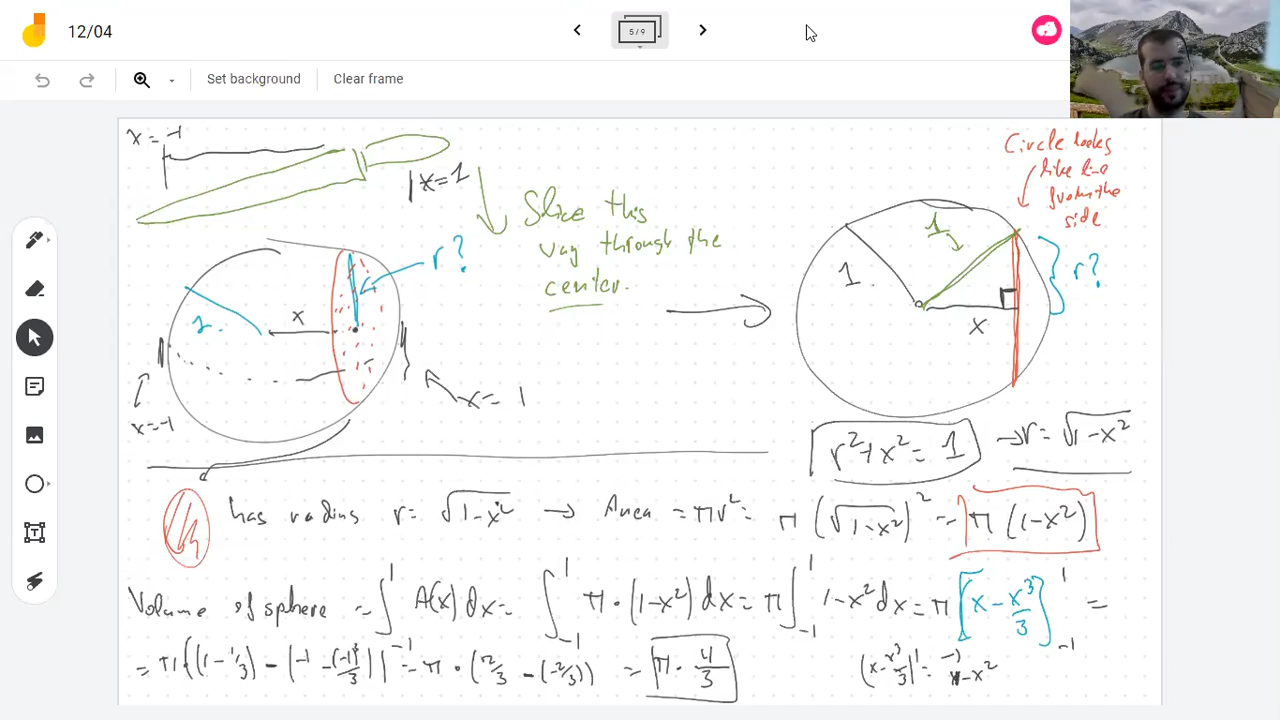 12/04
5 / 9
Set background
Clear frame
x = -1
x = 1
Slice this
way through the
center.
r?
1
x
x = 1
x = -1
Circle looks
like line
from the
side
1
1
x
r?
r² + x² = 1 → r = √1-x²
has radius r = √1-x² → Area = πr² = π (√1-x²)² = π (1-x²)
Volume of sphere = ∫₋₁¹ A(x) dx = ∫₋₁¹ π · (1-x²) dx = π ∫₋₁¹ 1-x² dx = π [x - x³/3]₋₁¹ =
= π ((1 - 1/3) - (-1 - (-1)³/3)) = π · (2/3 - (-2/3)) = π · 4/3
(x - x³/3)' =